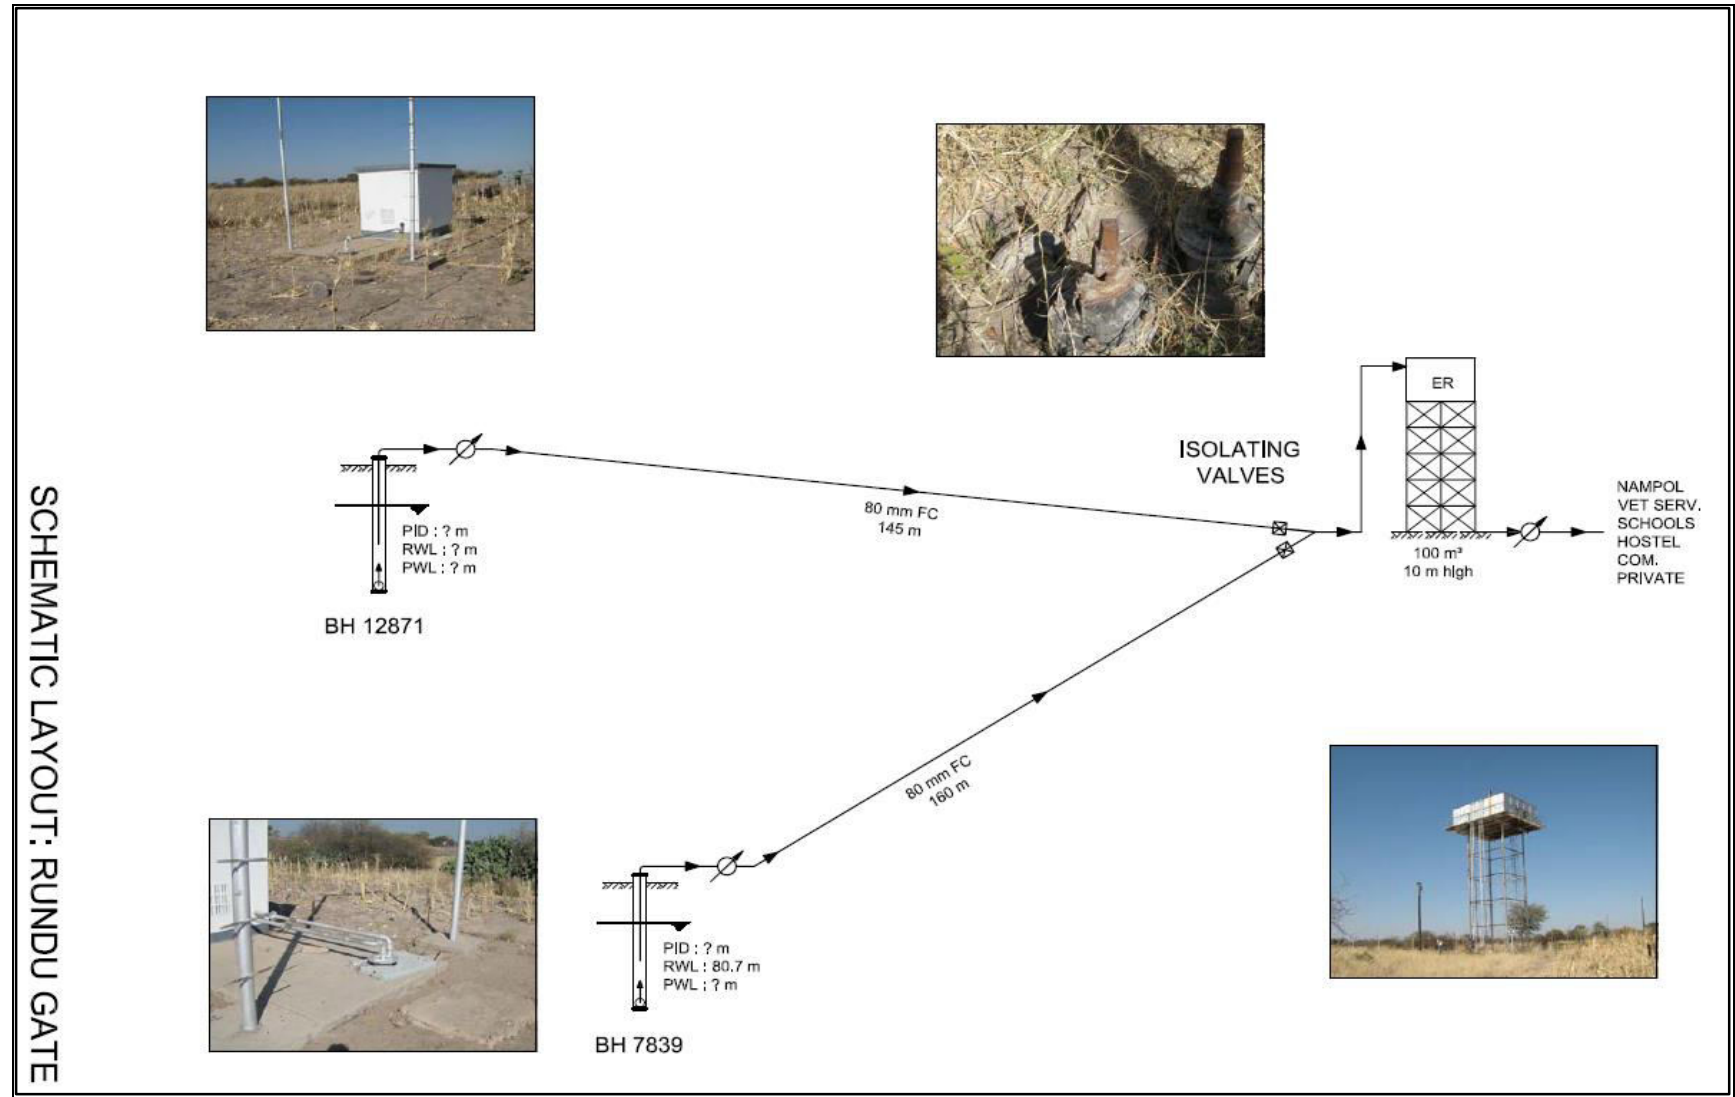 SCHEMATIC LAYOUT: RUNDU GATE
ISOLATING
VALVES
ER
80 mm FC
145 m
PID : ? m
RWL : ? m
PWL : ? m
BH 12871
100 m³
10 m high
NAMPOL
VET SERV.
SCHOOLS
HOSTEL
COM.
PRIVATE
80 mm FC
160 m
PID : ? m
RWL : 80.7 m
PWL : ? m
BH 7839